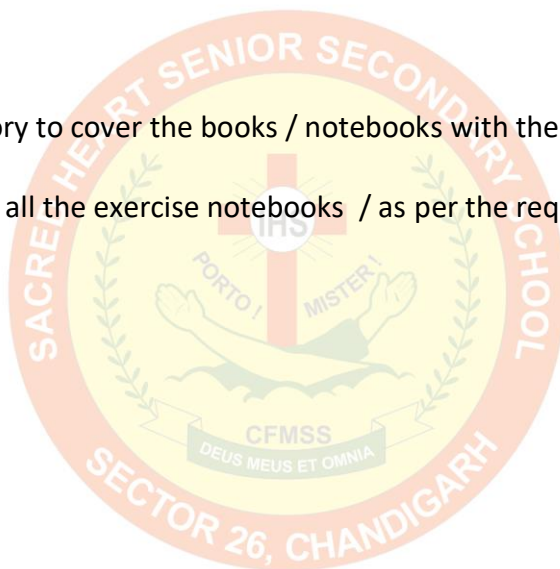 SACRED HEART SENIOR SECONDARY SCHOOL
ory to cover the books / notebooks with the
all the exercise notebooks / as per the req
IHS
PORTO !
MISTER !
CFMSS
DEUS MEUS ET OMNIA
SECTOR 26, CHANDIGARH